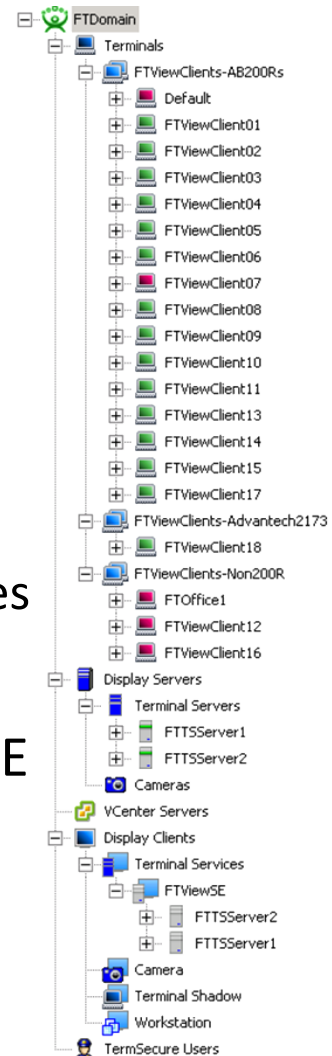 FTDomain
Terminals
FTViewClients-AB200Rs
Default
FTViewClient01
FTViewClient02
FTViewClient03
FTViewClient04
FTViewClient05
FTViewClient06
FTViewClient07
FTViewClient08
FTViewClient09
FTViewClient10
FTViewClient11
FTViewClient13
FTViewClient14
FTViewClient15
FTViewClient17
FTViewClients-Advantech2173
FTViewClient18
FTViewClients-Non200R
es
FTOffice1
FTViewClient12
FTViewClient16
Display Servers
Terminal Servers
E
FTTSServer1
FTTSServer2
Cameras
VCenter Servers
Display Clients
Terminal Services
FTViewSE
FTTSServer2
FTTSServer1
Camera
Terminal Shadow
Workstation
TermSecure Users